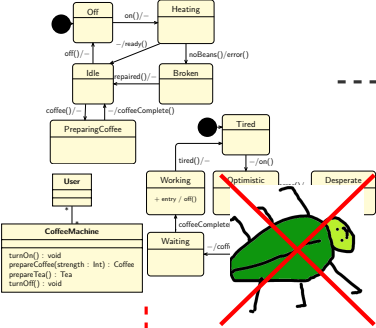 Off
on()/−
Heating
−/ready()
off()/−
noBeans()/error()
Idle
repaired()/−
Broken
coffee()/−
−/coffeeComplete()
PreparingCoffee
Tired
tired()/−
−/on()
User
*
*
Working
+ entry / off()
Optimistic
Desperate
coffeeComplete
CoffeeMachine
turnOn() : void
prepareCoffee(strength : Int) : Coffee
prepareTea() : Tea
turnOff() : void
Waiting
−/coff